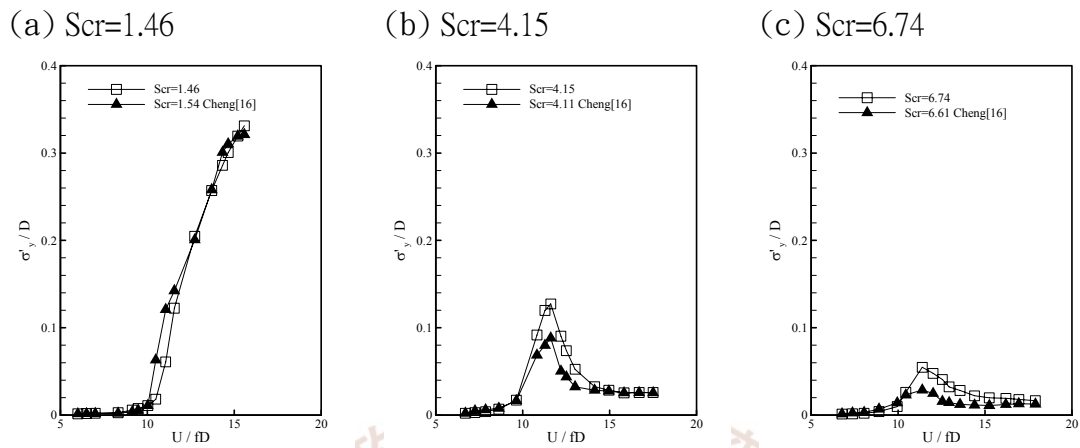 (a) Scr=1.46
(b) Scr=4.15
(c) Scr=6.74
0.4
0.3
0.2
0.1
0
σ'y / D
Scr=1.46
Scr=1.54 Cheng[16]
5 10 15 20
U / fD
0.4
0.3
0.2
0.1
0
σ'y / D
Scr=4.15
Scr=4.11 Cheng[16]
5 10 15 20
U / fD
0.4
0.3
0.2
0.1
0
σ'y / D
Scr=6.74
Scr=6.61 Cheng[16]
5 10 15 20
U / fD